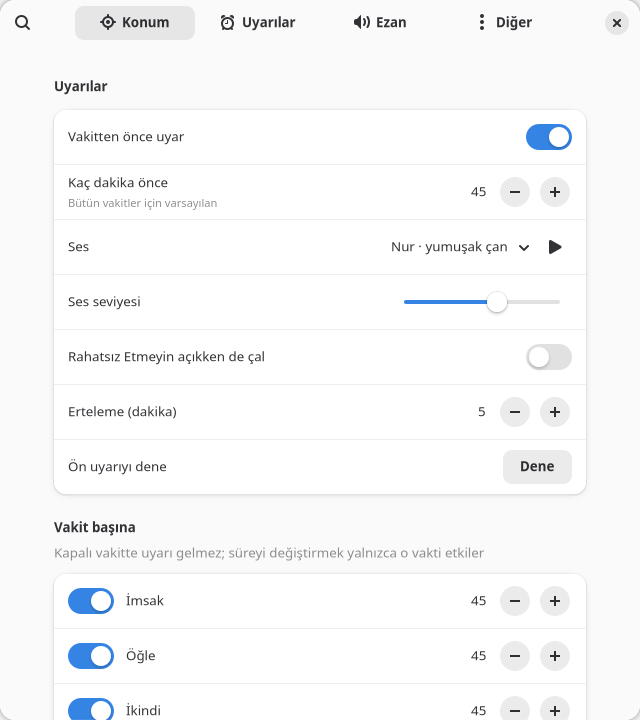 Konum
Uyarılar
Ezan
Diğer
Uyarılar
Vakitten önce uyar
Kaç dakika önce
45
Bütün vakitler için varsayılan
Ses
Nur · yumuşak çan
Ses seviyesi
Rahatsız Etmeyin açıkken de çal
Erteleme (dakika)
5
Ön uyarıyı dene
Dene
Vakit başına
Kapalı vakitte uyarı gelmez; süreyi değiştirmek yalnızca o vakti etkiler
İmsak
45
Öğle
45
İkindi
45